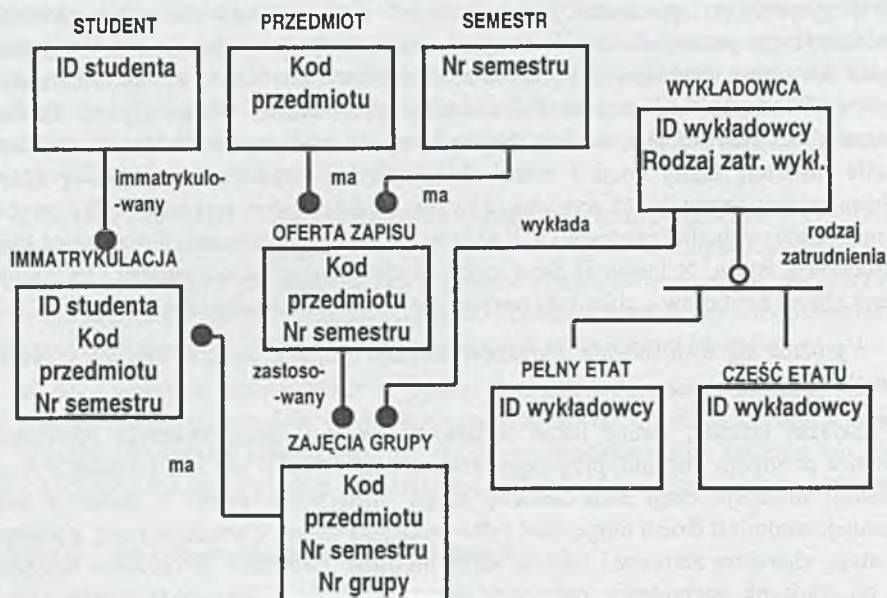 STUDENT
PRZEDMIOT
SEMESTR
ID studenta
Kod
przedmiotu
Nr semestru
WYKŁADOWCA
ID wykładowcy
Rodzaj zatr. wykł.
immatrykulo-
-wany
ma
ma
wykłada
rodzaj
zatrudnienia
IMMATRYKULACJA
OFERTA ZAPISU
ID studenta
Kod
przedmiotu
Nr semestru
Kod
przedmiotu
Nr semestru
zastoso-
-wany
PEŁNY ETAT
CZEŚĆ ETATU
ID wykładowcy
ID wykładowcy
ma
ZAJĘCIA GRUPY
Kod
przedmiotu
Nr semestru
Nr grupy